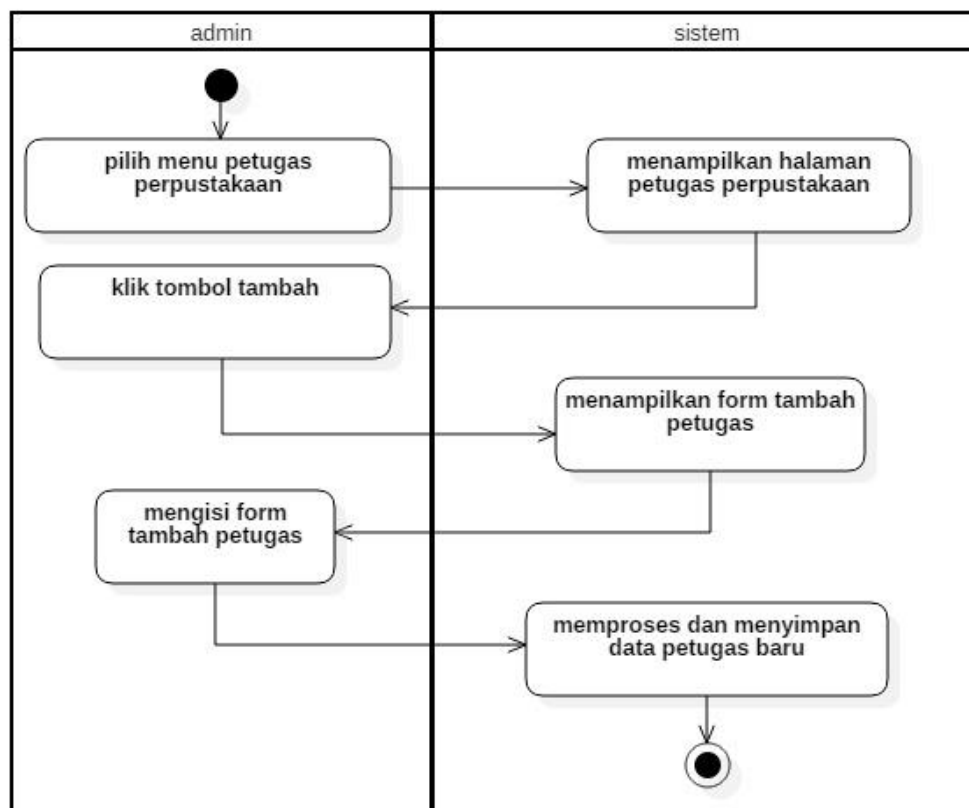 admin
sistem
pilih menu petugas
perpustakaan
menampilkan halaman
petugas perpustakaan
klik tombol tambah
menampilkan form tambah
petugas
mengisi form
tambah petugas
memproses dan menyimpan
data petugas baru